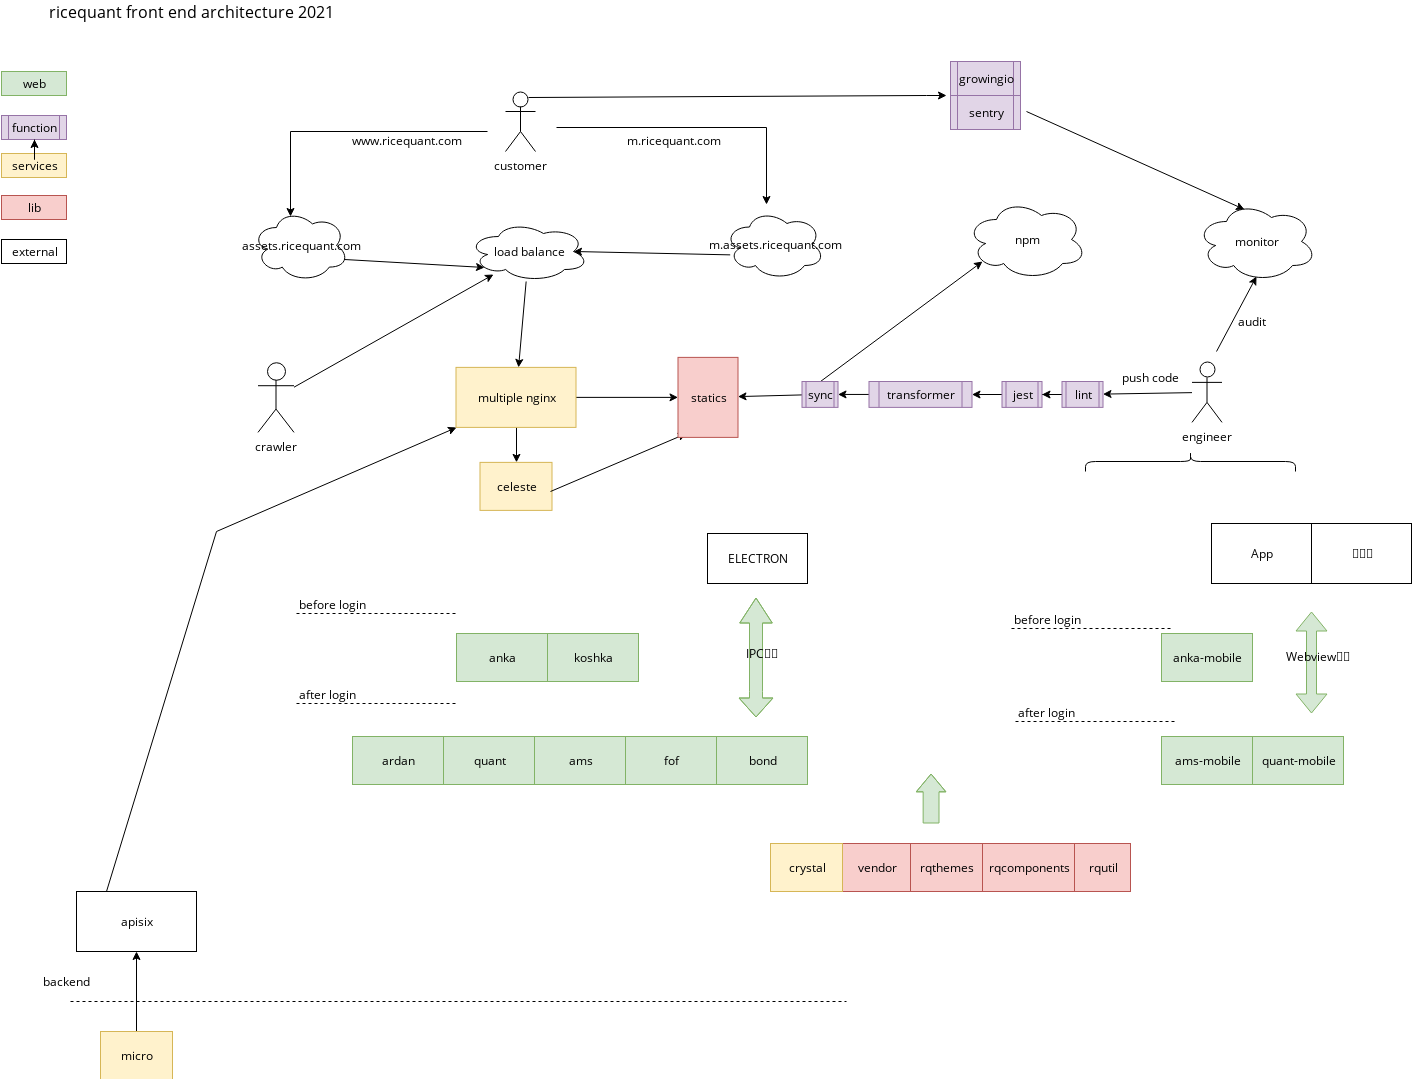 ricequant front end architecture 2021
web
function
services
lib
external
growingio
sentry
customer
www.ricequant.com
m.ricequant.com
assets.ricequant.com
load balance
m.assets.ricequant.com
npm
monitor
audit
crawler
multiple nginx
statics
sync
transformer
jest
lint
push code
engineer
celeste
ELECTRON
App
before login
anka
koshka
IPC
before login
anka-mobile
Webview
after login
after login
ardan
quant
ams
fof
bond
ams-mobile
quant-mobile
crystal
vendor
rqthemes
rqcomponents
rqutil
apisix
backend
micro